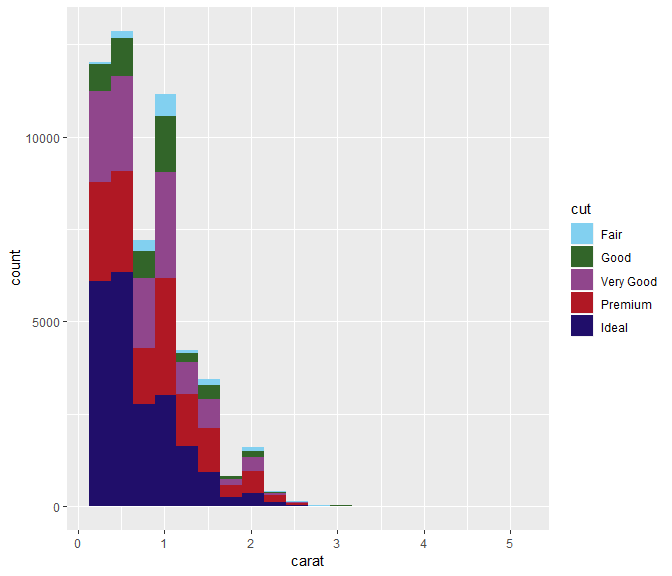 10000
5000
0
count
0 1 2 3 4 5
carat
cut
Fair
Good
Very Good
Premium
Ideal